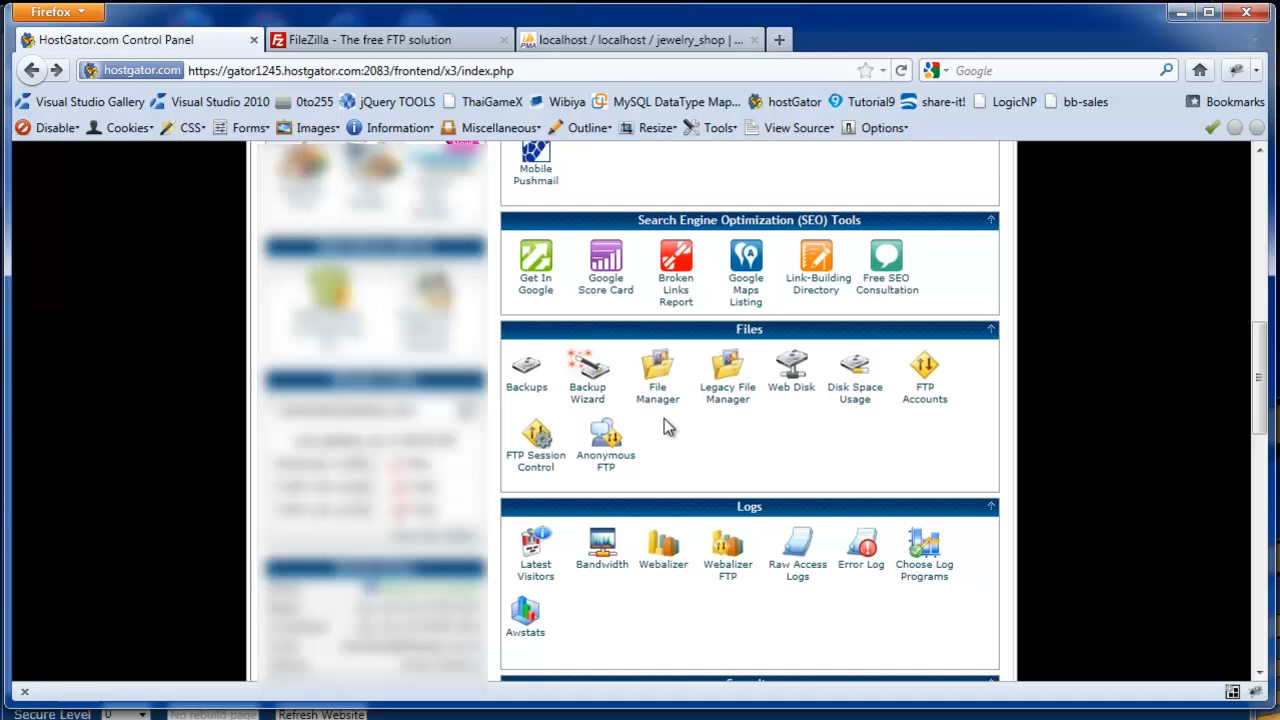 Firefox
HostGator.com Control Panel
FileZilla - The free FTP solution
localhost / localhost / jewelry_shop | ...
hostgator.com
https://gator1245.hostgator.com:2083/frontend/x3/index.php
Google
Visual Studio Gallery
Visual Studio 2010
0to255
jQuery TOOLS
ThaiGameX
Wibiya
MySQL DataType Map...
hostGator
Tutorial9
share-it!
LogicNP
bb-sales
Bookmarks
Disable
Cookies
CSS
Forms
Images
Information
Miscellaneous
Outline
Resize
Tools
View Source
Options
Mobile
Pushmail
Search Engine Optimization (SEO) Tools
Get In
Google
Google
Score Card
Broken
Links
Report
Google
Maps
Listing
Link-Building
Directory
Free SEO
Consultation
Files
Backups
Backup
Wizard
File
Manager
Legacy File
Manager
Web Disk
Disk Space
Usage
FTP
Accounts
FTP Session
Control
Anonymous
FTP
Logs
Latest
Visitors
Bandwidth
Webalizer
Webalizer
FTP
Raw Access
Logs
Error Log
Choose Log
Programs
Awstats
Secure Level
0
No rebuild page
Refresh Website